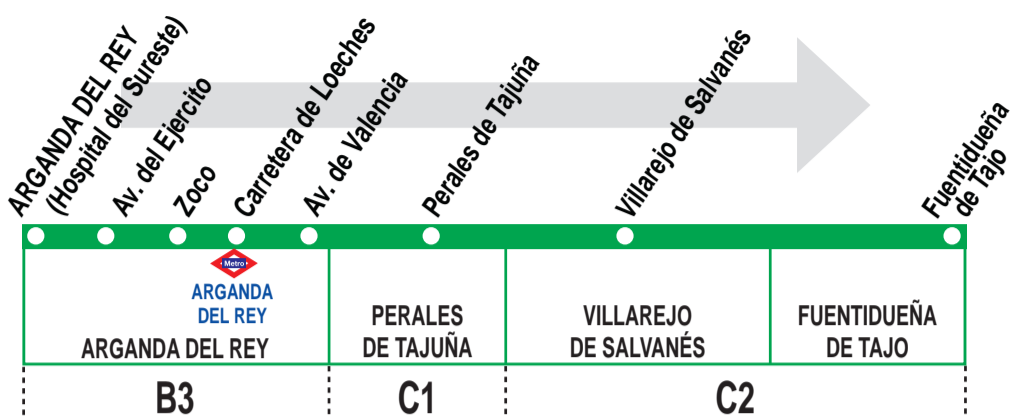 ARGANDA DEL REY
(Hospital del Sureste)
Av. del Ejercito
Zoco
Carretera de Loeches
Av. de Valencia
Perales de Tajuña
Villarejo de Salvanés
Fuentidueña
de Tajo
Metro
ARGANDA
DEL REY
ARGANDA DEL REY
PERALES
DE TAJUÑA
VILLAREJO
DE SALVANÉS
FUENTIDUEÑA
DE TAJO
B3
C1
C2